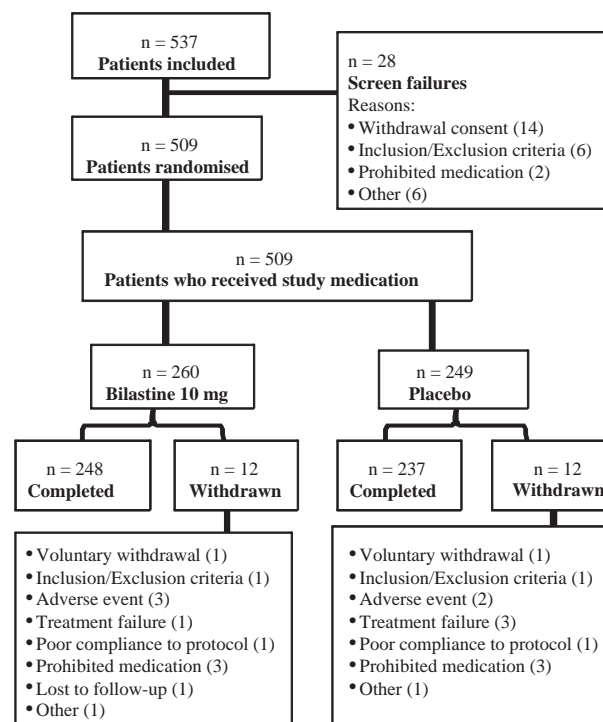 n = 537
Patients included
n = 28
Screen failures
Reasons:
• Withdrawal consent (14)
• Inclusion/Exclusion criteria (6)
• Prohibited medication (2)
• Other (6)
n = 509
Patients randomised
n = 509
Patients who received study medication
n = 260
Bilastine 10 mg
n = 249
Placebo
n = 248
Completed
n = 12
Withdrawn
n = 237
Completed
n = 12
Withdrawn
• Voluntary withdrawal (1)
• Inclusion/Exclusion criteria (1)
• Adverse event (3)
• Treatment failure (1)
• Poor compliance to protocol (1)
• Prohibited medication (3)
• Lost to follow-up (1)
• Other (1)
• Voluntary withdrawal (1)
• Inclusion/Exclusion criteria (1)
• Adverse event (2)
• Treatment failure (3)
• Poor compliance to protocol (1)
• Prohibited medication (3)
• Other (1)